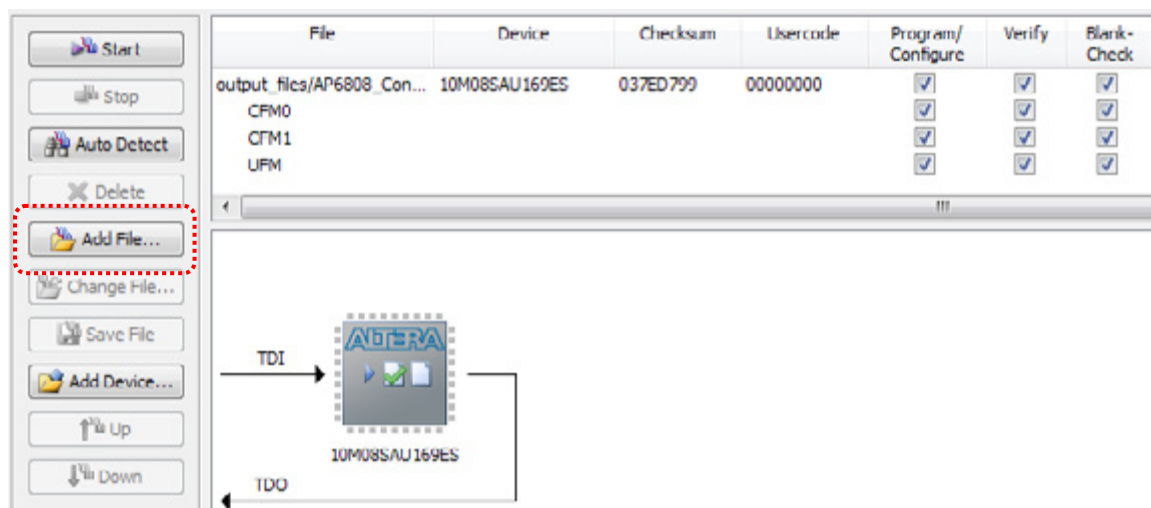 Start
Stop
Auto Detect
Delete
Add File...
Change File...
Save File
Add Device...
Up
Down
File Device Checksum Usercode Program/ Configure Verify Blank- Check
output_files/AP6808_Con... 10M08SAU169ES 037ED799 00000000
CFM0
CFM1
UFM
TDI
ALTERA
10M08SAU169ES
TDO